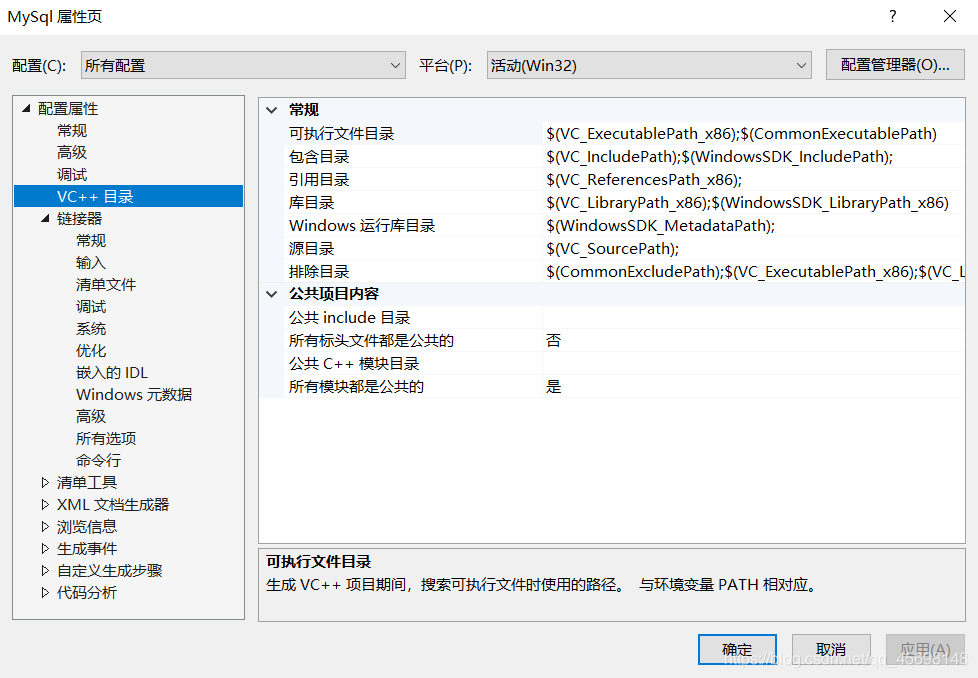 MySql 属性页
配置(C): 所有配置 平台(P): 活动(Win32) 配置管理器(O)...
配置属性
常规
高级
调试
VC++ 目录
链接器
常规
输入
清单文件
调试
系统
优化
嵌入的 IDL
Windows 元数据
高级
所有选项
命令行
清单工具
XML 文档生成器
浏览信息
生成事件
自定义生成步骤
代码分析
常规
可执行文件目录 $(VC_ExecutablePath_x86);$(CommonExecutablePath)
包含目录 $(VC_IncludePath);$(WindowsSDK_IncludePath);
引用目录 $(VC_ReferencesPath_x86);
库目录 $(VC_LibraryPath_x86);$(WindowsSDK_LibraryPath_x86)
Windows 运行库目录 $(WindowsSDK_MetadataPath);
源目录 $(VC_SourcePath);
排除目录 $(CommonExcludePath);$(VC_ExecutablePath_x86);$(VC_L
公共项目内容
公共 include 目录
所有标头文件都是公共的 否
公共 C++ 模块目录
所有模块都是公共的 是
可执行文件目录
生成 VC++ 项目期间，搜索可执行文件时使用的路径。 与环境变量 PATH 相对应。
确定 取消 应用(A)
https://blog.csdn.net/qq_45698148